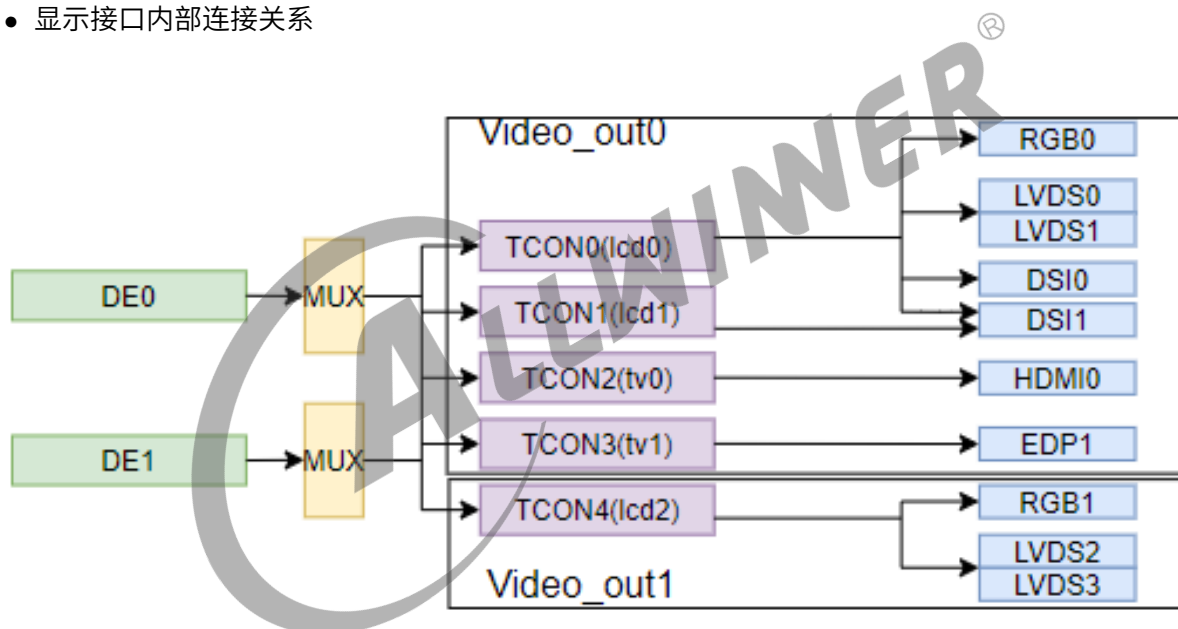 ● 显示接口内部连接关系
Video_out0
RGB0
LVDS0
LVDS1
TCON0(lcd0)
DSI0
DE0
MUX
TCON1(lcd1)
DSI1
TCON2(tv0)
HDMI0
DE1
MUX
TCON3(tv1)
EDP1
TCON4(lcd2)
RGB1
LVDS2
LVDS3
Video_out1
ALLWINNER®